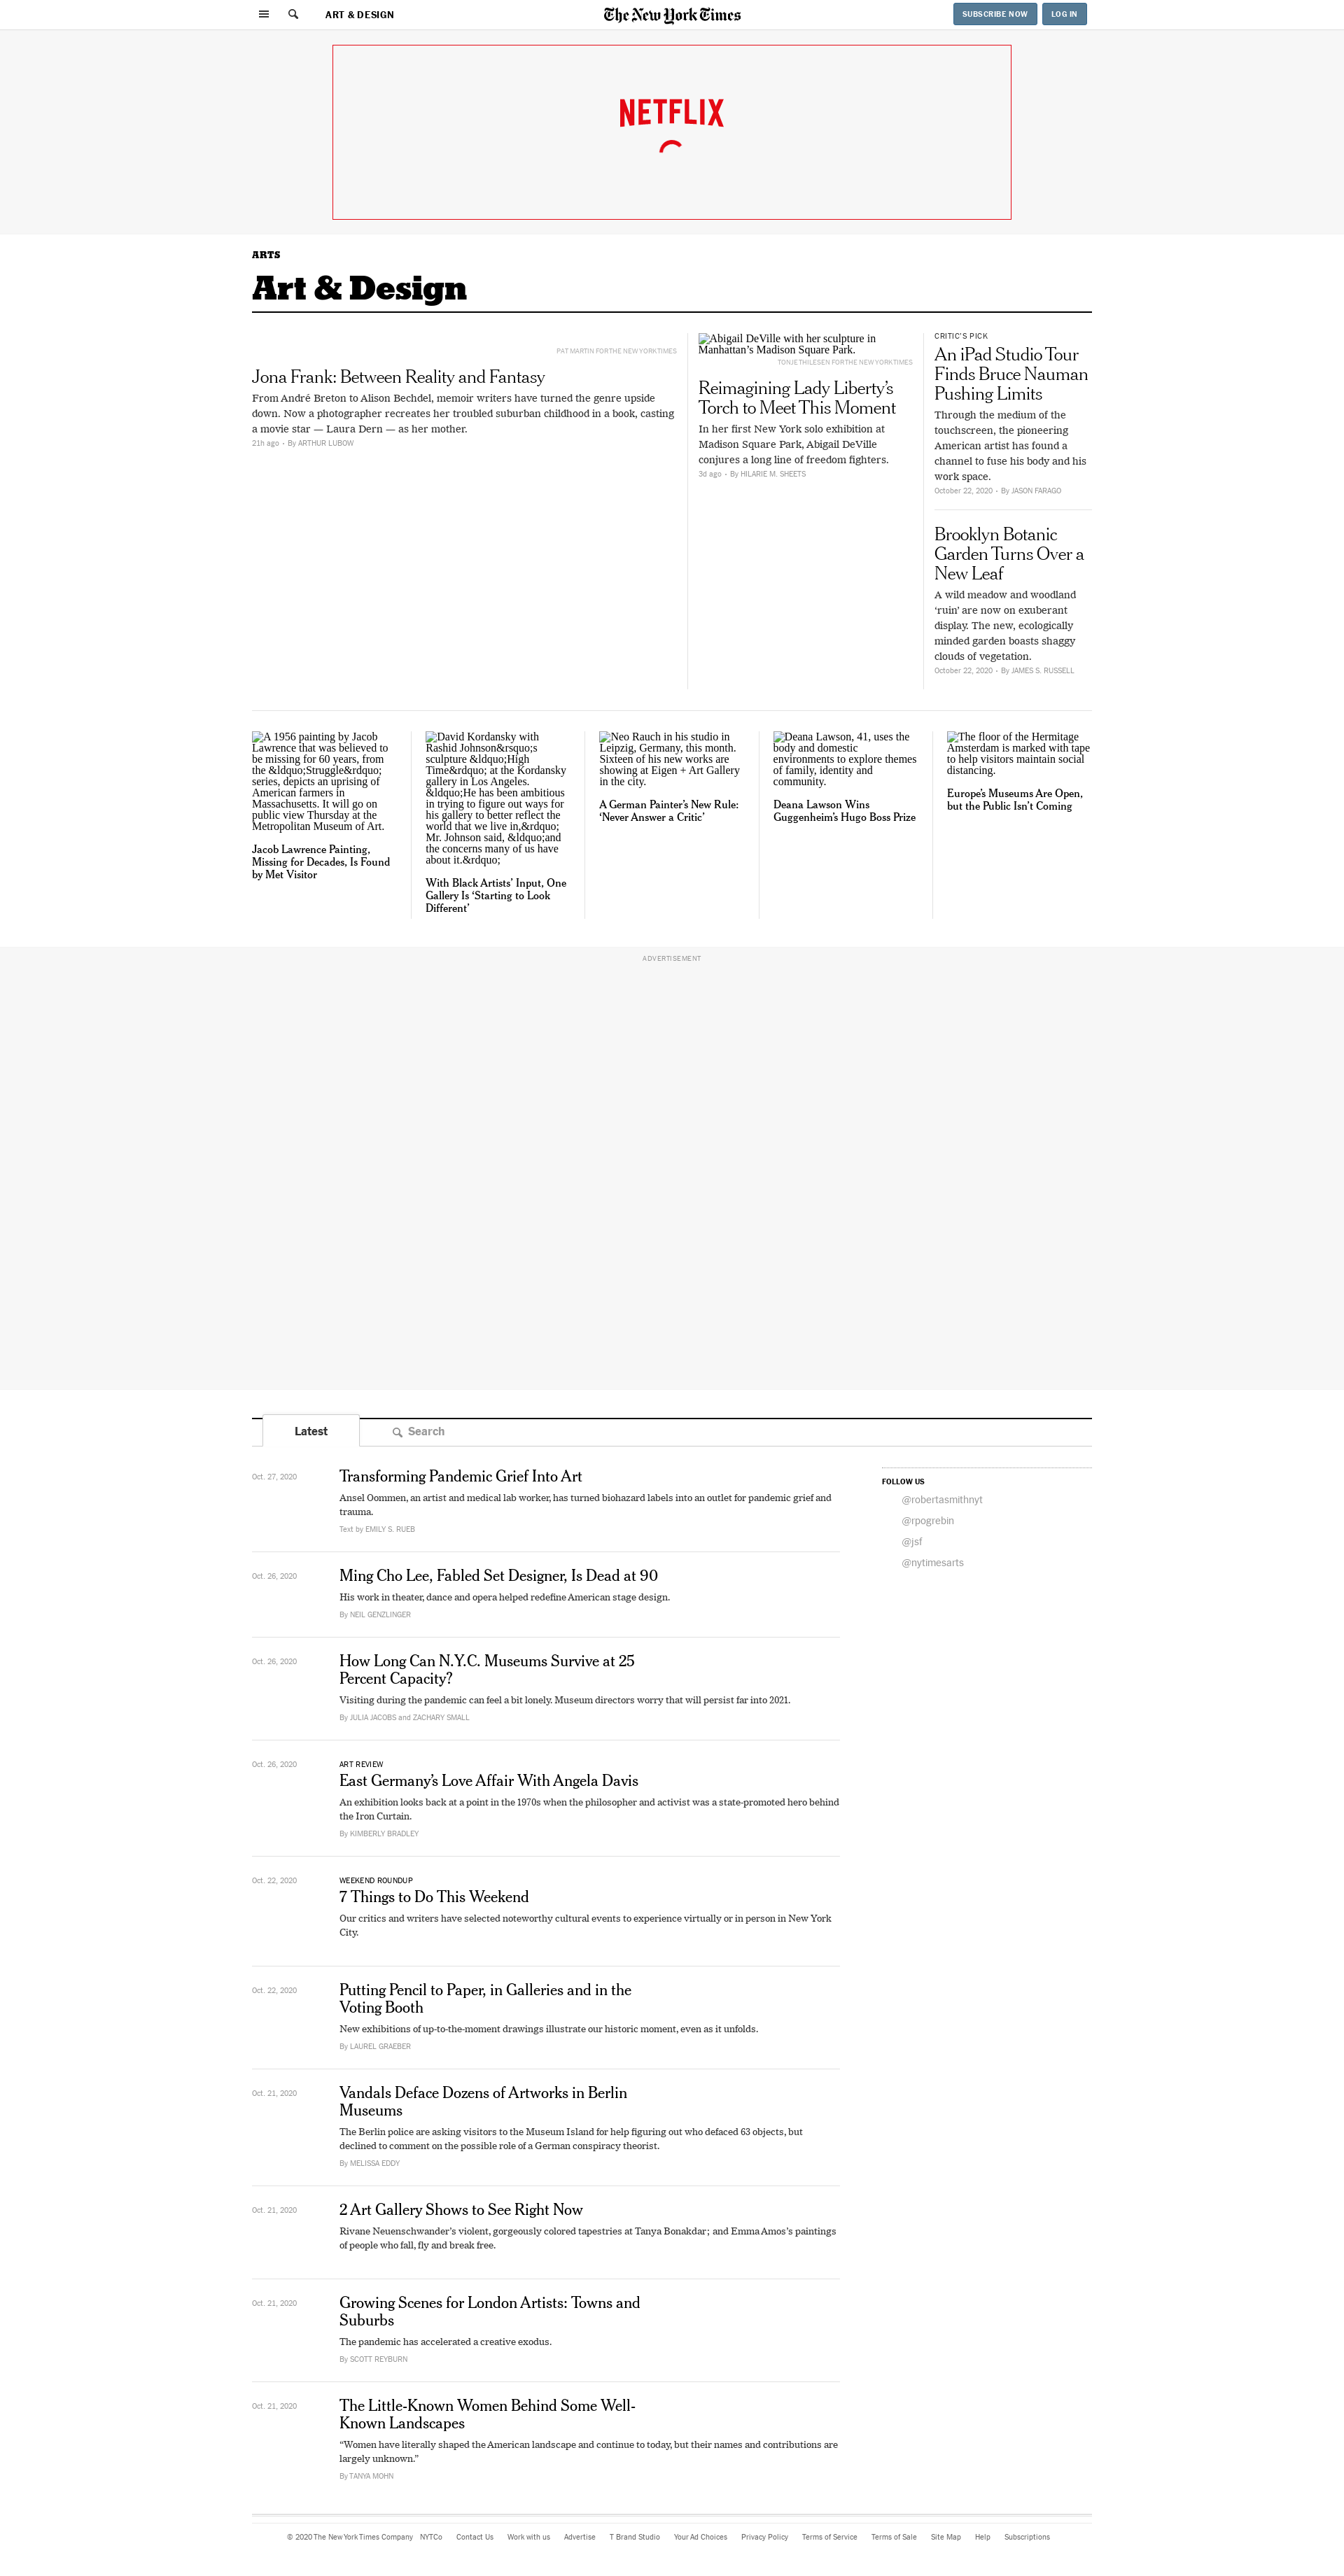 ART & DESIGN
The New York Times
SUBSCRIBE NOW
LOG IN
NETFLIX
ARTS
Art & Design
PAT MARTIN FOR THE NEW YORK TIMES
Jona Frank: Between Reality and Fantasy
From André Breton to Alison Bechdel, memoir writers have turned the genre upside
down. Now a photographer recreates her troubled suburban childhood in a book, casting
a movie star — Laura Dern — as her mother.
21h ago • By ARTHUR LUBOW
Abigail DeVille with her sculpture in
Manhattan’s Madison Square Park.
TONJE THILESEN FOR THE NEW YORK TIMES
Reimagining Lady Liberty’s
Torch to Meet This Moment
In her first New York solo exhibition at
Madison Square Park, Abigail DeVille
conjures a long line of freedom fighters.
3d ago • By HILARIE M. SHEETS
CRITIC’S PICK
An iPad Studio Tour
Finds Bruce Nauman
Pushing Limits
Through the medium of the
touchscreen, the pioneering
American artist has found a
channel to fuse his body and his
work space.
October 22, 2020 • By JASON FARAGO
Brooklyn Botanic
Garden Turns Over a
New Leaf
A wild meadow and woodland
‘ruin’ are now on exuberant
display. The new, ecologically
minded garden boasts shaggy
clouds of vegetation.
October 22, 2020 • By JAMES S. RUSSELL
A 1956 painting by Jacob
Lawrence that was believed to
be missing for 60 years, from
the &ldquo;Struggle&rdquo;
series, depicts an uprising of
American farmers in
Massachusetts. It will go on
public view Thursday at the
Metropolitan Museum of Art.
Jacob Lawrence Painting,
Missing for Decades, Is Found
by Met Visitor
David Kordansky with
Rashid Johnson&rsquo;s
sculpture &ldquo;High
Time&rdquo; at the Kordansky
gallery in Los Angeles.
&ldquo;He has been ambitious
in trying to figure out ways for
his gallery to better reflect the
world that we live in,&rdquo;
Mr. Johnson said, &ldquo;and
the concerns many of us have
about it.&rdquo;
With Black Artists’ Input, One
Gallery Is ‘Starting to Look
Different’
Neo Rauch in his studio in
Leipzig, Germany, this month.
Sixteen of his new works are
showing at Eigen + Art Gallery
in the city.
A German Painter’s New Rule:
‘Never Answer a Critic’
Deana Lawson, 41, uses the
body and domestic
environments to explore themes
of family, identity and
community.
Deana Lawson Wins
Guggenheim’s Hugo Boss Prize
The floor of the Hermitage
Amsterdam is marked with tape
to help visitors maintain social
distancing.
Europe’s Museums Are Open,
but the Public Isn’t Coming
ADVERTISEMENT
Latest
Search
Oct. 27, 2020
Transforming Pandemic Grief Into Art
Ansel Oommen, an artist and medical lab worker, has turned biohazard labels into an outlet for pandemic grief and
trauma.
Text by EMILY S. RUEB
FOLLOW US
@robertasmithnyt
@rpogrebin
@jsf
@nytimesarts
Oct. 26, 2020
Ming Cho Lee, Fabled Set Designer, Is Dead at 90
His work in theater, dance and opera helped redefine American stage design.
By NEIL GENZLINGER
Oct. 26, 2020
How Long Can N.Y.C. Museums Survive at 25
Percent Capacity?
Visiting during the pandemic can feel a bit lonely. Museum directors worry that will persist far into 2021.
By JULIA JACOBS and ZACHARY SMALL
Oct. 26, 2020
ART REVIEW
East Germany’s Love Affair With Angela Davis
An exhibition looks back at a point in the 1970s when the philosopher and activist was a state-promoted hero behind
the Iron Curtain.
By KIMBERLY BRADLEY
Oct. 22, 2020
WEEKEND ROUNDUP
7 Things to Do This Weekend
Our critics and writers have selected noteworthy cultural events to experience virtually or in person in New York
City.
Oct. 22, 2020
Putting Pencil to Paper, in Galleries and in the
Voting Booth
New exhibitions of up-to-the-moment drawings illustrate our historic moment, even as it unfolds.
By LAUREL GRAEBER
Oct. 21, 2020
Vandals Deface Dozens of Artworks in Berlin
Museums
The Berlin police are asking visitors to the Museum Island for help figuring out who defaced 63 objects, but
declined to comment on the possible role of a German conspiracy theorist.
By MELISSA EDDY
Oct. 21, 2020
2 Art Gallery Shows to See Right Now
Rivane Neuenschwander’s violent, gorgeously colored tapestries at Tanya Bonakdar; and Emma Amos’s paintings
of people who fall, fly and break free.
Oct. 21, 2020
Growing Scenes for London Artists: Towns and
Suburbs
The pandemic has accelerated a creative exodus.
By SCOTT REYBURN
Oct. 21, 2020
The Little-Known Women Behind Some Well-
Known Landscapes
“Women have literally shaped the American landscape and continue to today, but their names and contributions are
largely unknown.”
By TANYA MOHN
© 2020 The New York Times Company NYTCo Contact Us Work with us Advertise T Brand Studio Your Ad Choices Privacy Policy Terms of Service Terms of Sale Site Map Help Subscriptions